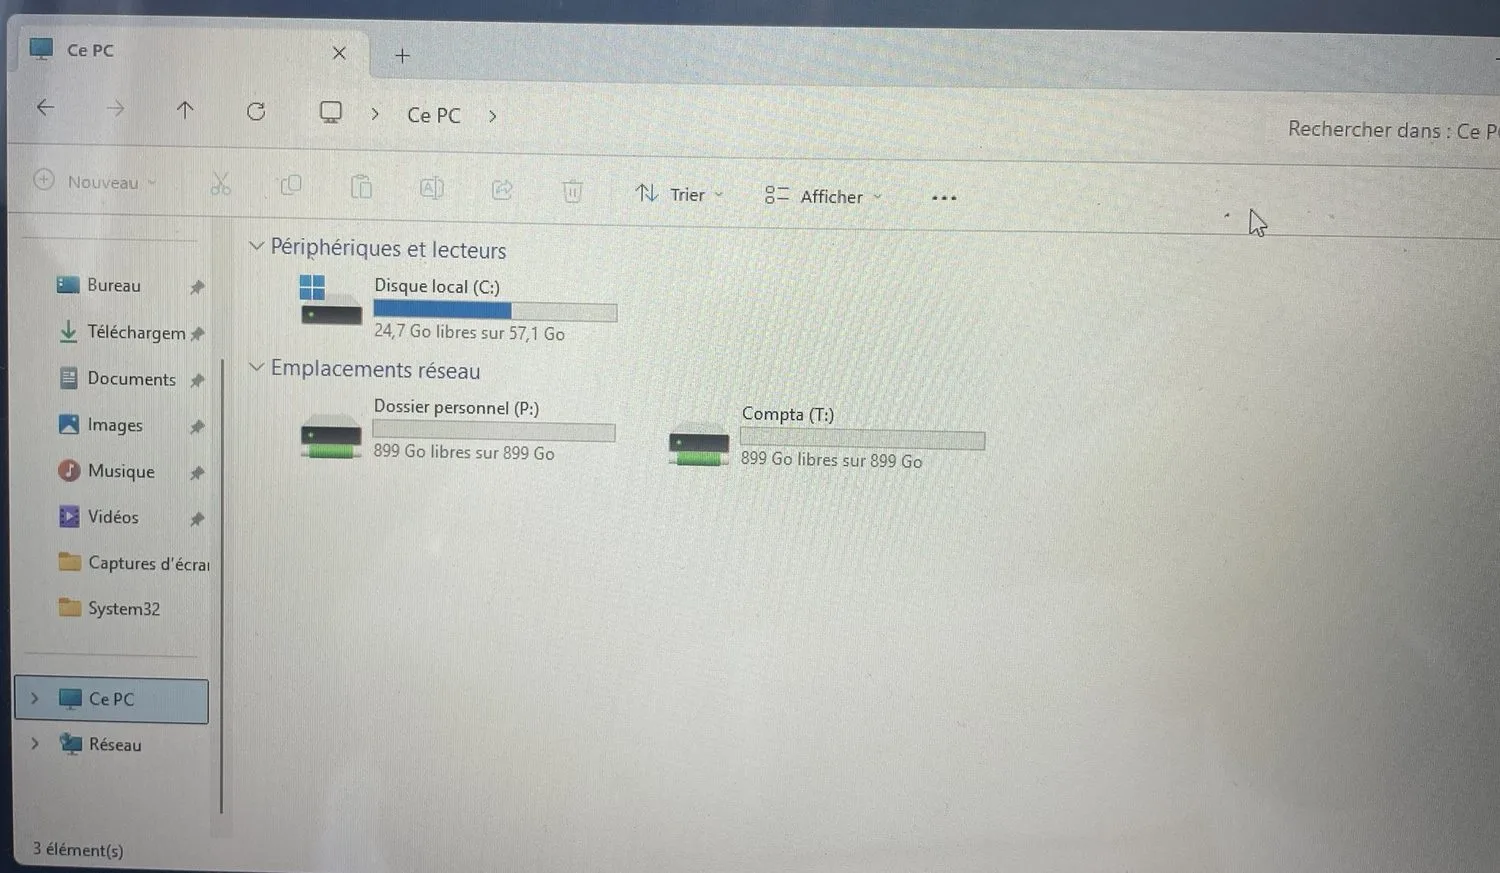 Ce PC
Ce PC
Rechercher dans : Ce
Nouveau
Trier
Afficher
Périphériques et lecteurs
Disque local (C:)
24,7 Go libres sur 57,1 Go
Emplacements réseau
Dossier personnel (P:)
899 Go libres sur 899 Go
Compta (T:)
899 Go libres sur 899 Go
Bureau
Téléchargem
Documents
Images
Musique
Vidéos
Captures d'écra
System32
Ce PC
Réseau
3 élément(s)